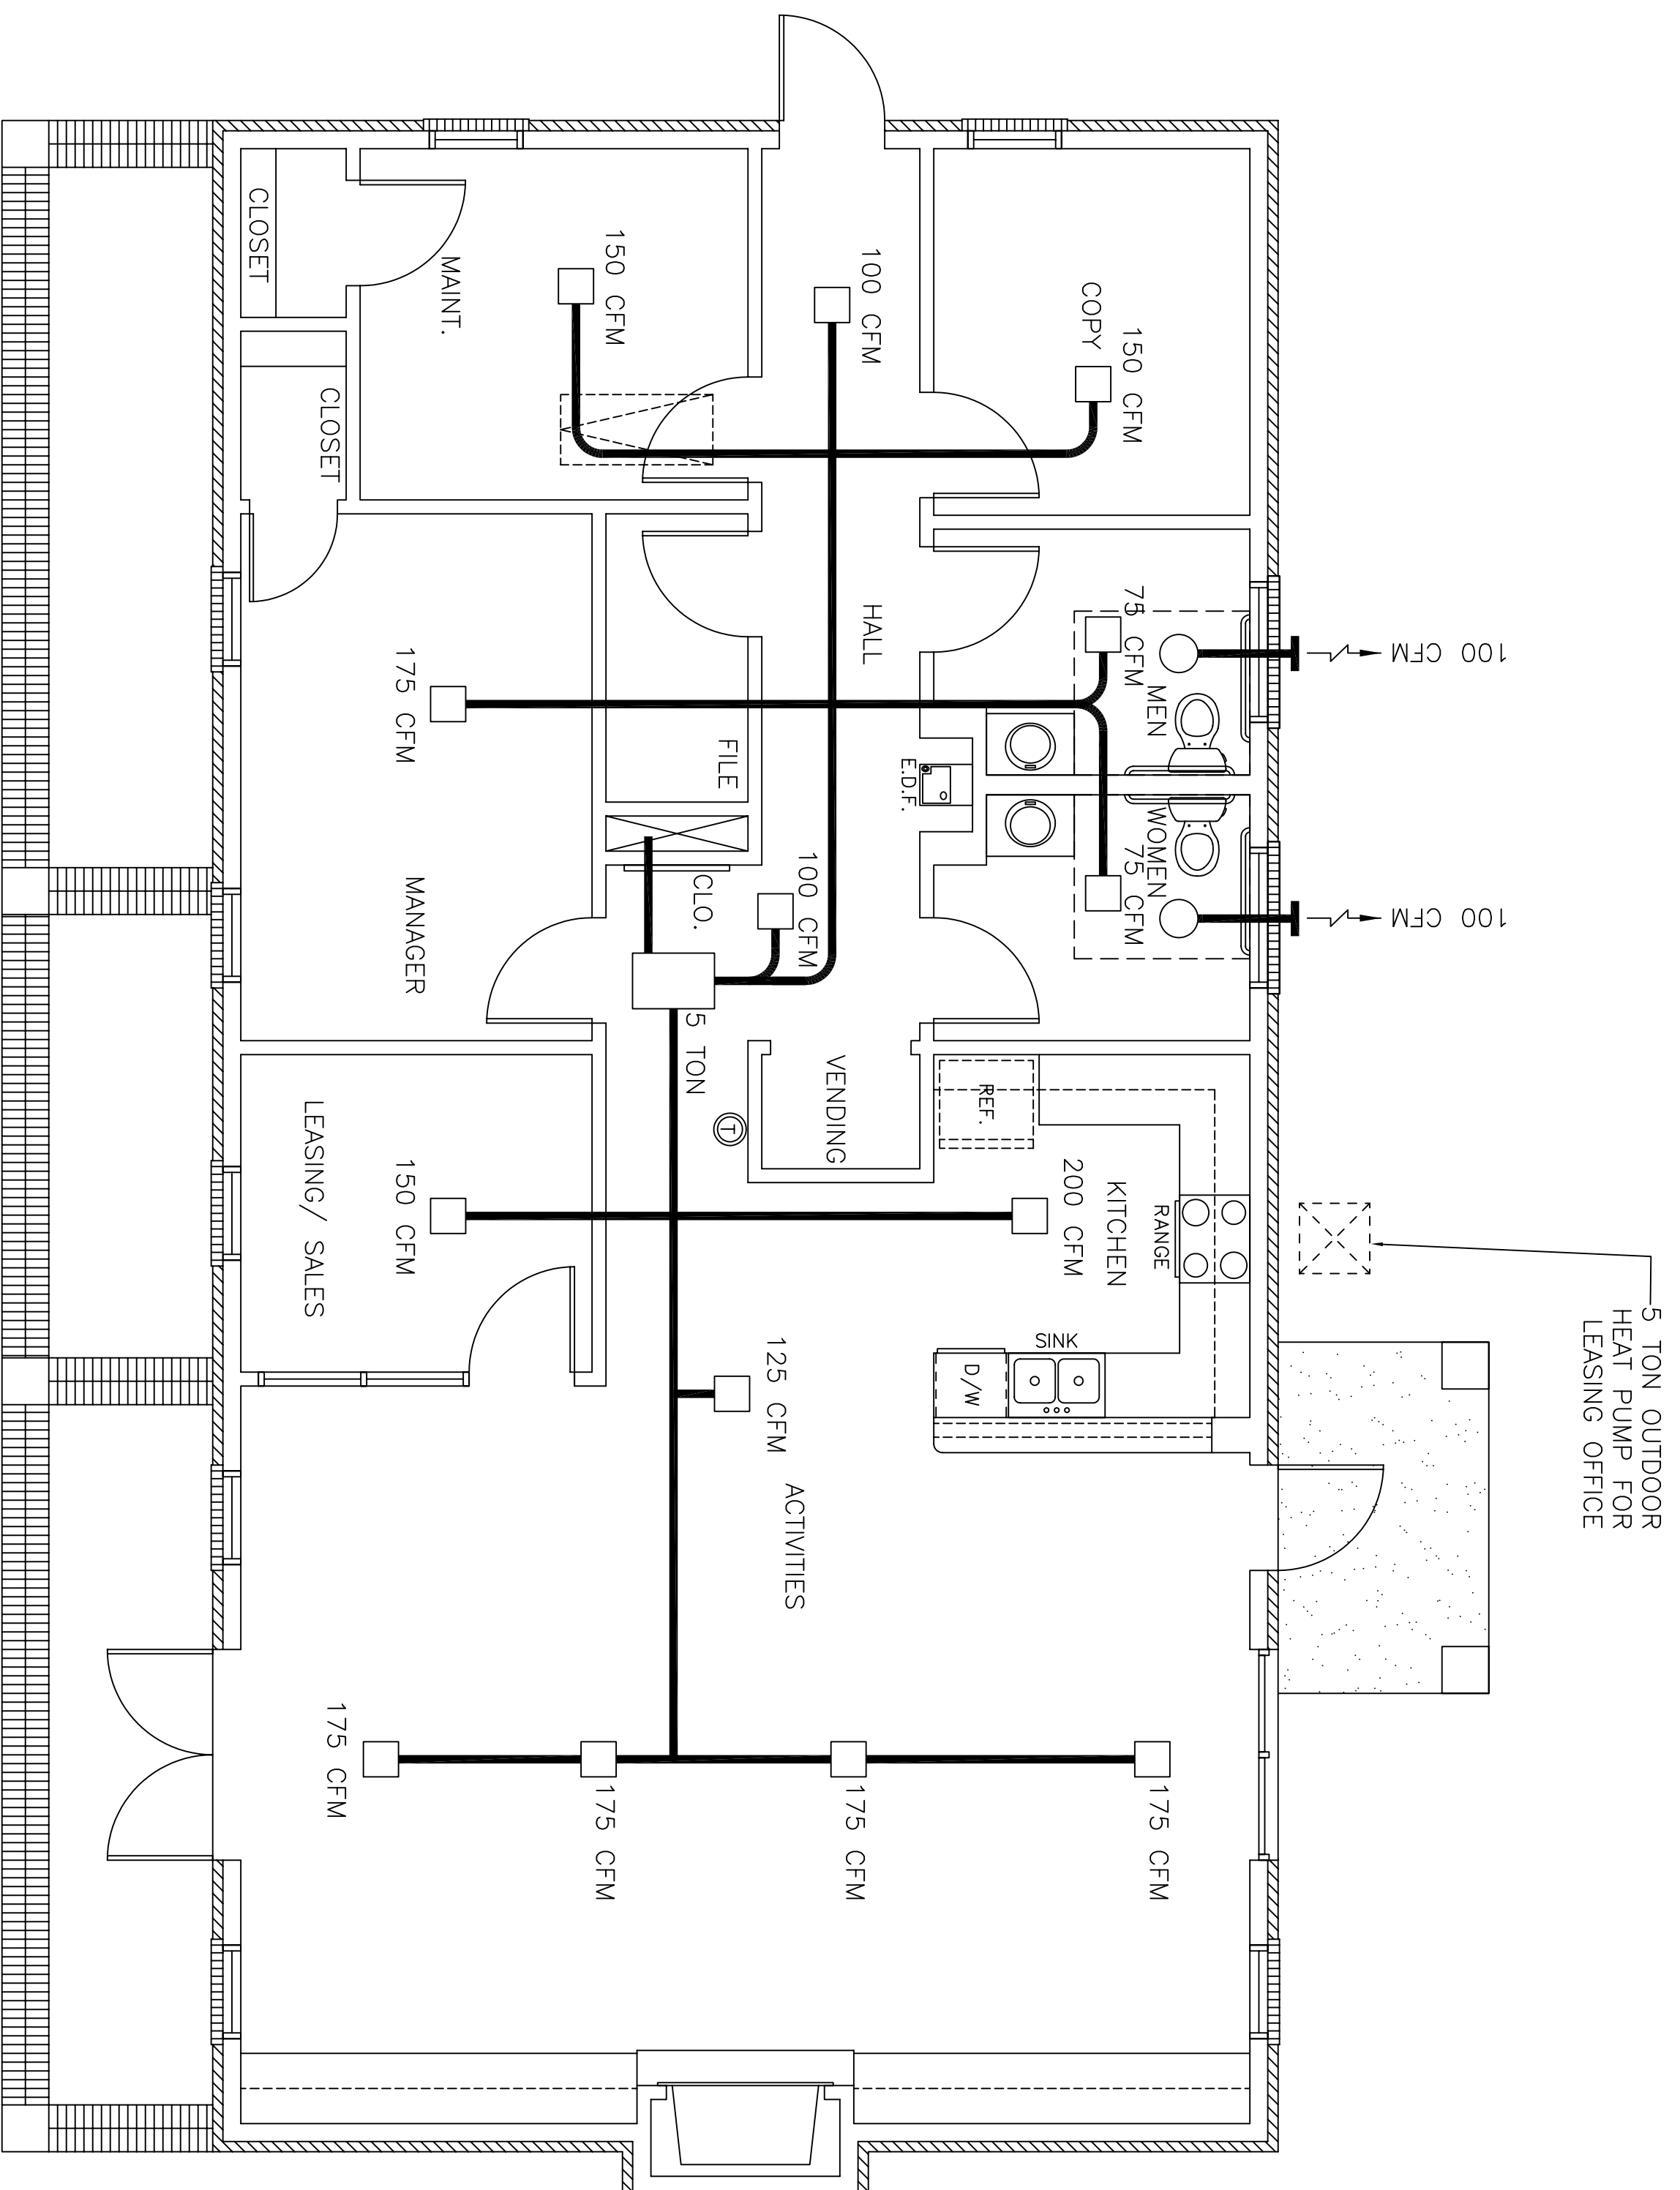 5 TON OUTDOOR
HEAT PUMP FOR
LEASING OFFICE
100 CFM
100 CFM
150 CFM
COPY
75 CFM
MEN
WOMEN
75 CFM
RANGE
KITCHEN
200 CFM
SINK
REF.
D/W
175 CFM
100 CFM
HALL
E.D.F.
VENDING
100 CFM
175 CFM
ACTIVITIES
125 CFM
T
150 CFM
FILE
CLO.
5 TON
175 CFM
MAINT.
175 CFM
MANAGER
150 CFM
LEASING/ SALES
175 CFM
CLOSET
CLOSET